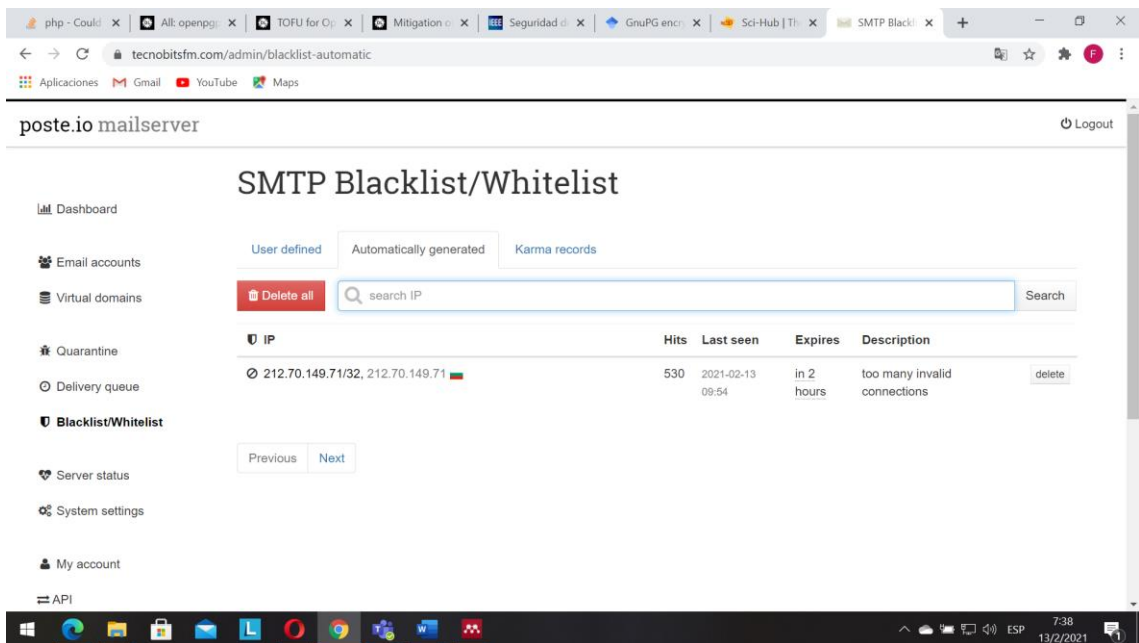 php - Could
All: openpgp
TOFU for Op
Mitigation o
Seguridad d
GnuPG encry
Sci-Hub | Th
SMTP Blackl
tecnobitsfm.com/admin/blacklist-automatic
F
Aplicaciones Gmail YouTube Maps
poste.io mailserver
Logout
SMTP Blacklist/Whitelist
Dashboard
Email accounts
Virtual domains
Quarantine
Delivery queue
Blacklist/Whitelist
Server status
System settings
My account
API
User defined Automatically generated Karma records
Delete all search IP Search
IP Hits Last seen Expires Description
212.70.149.71/32, 212.70.149.71 530 2021-02-13 in 2 too many invalid delete
09:54 hours connections
Previous Next
ESP
7:38
13/2/2021